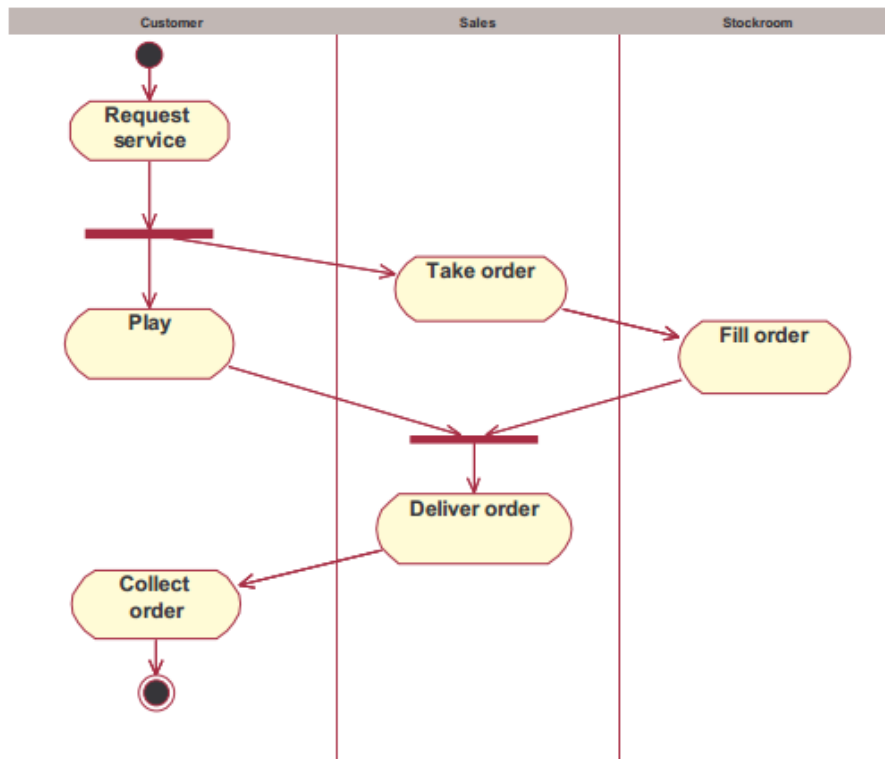 Customer
Sales
Stockroom
Request
service
Take order
Play
Fill order
Deliver order
Collect
order